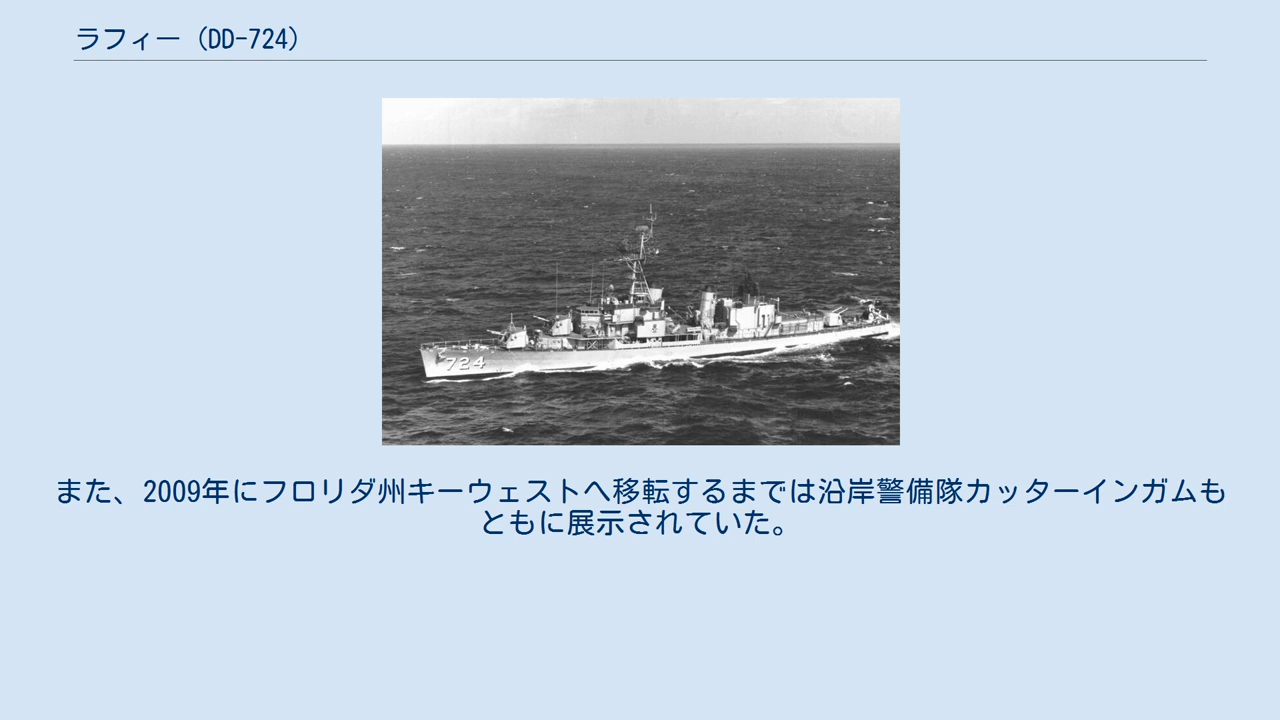 ラフィー（DD-724）
724
また、2009年にフロリダ州キーウェストへ移転するまでは沿岸警備隊カッターインガムも
ともに展示されていた。